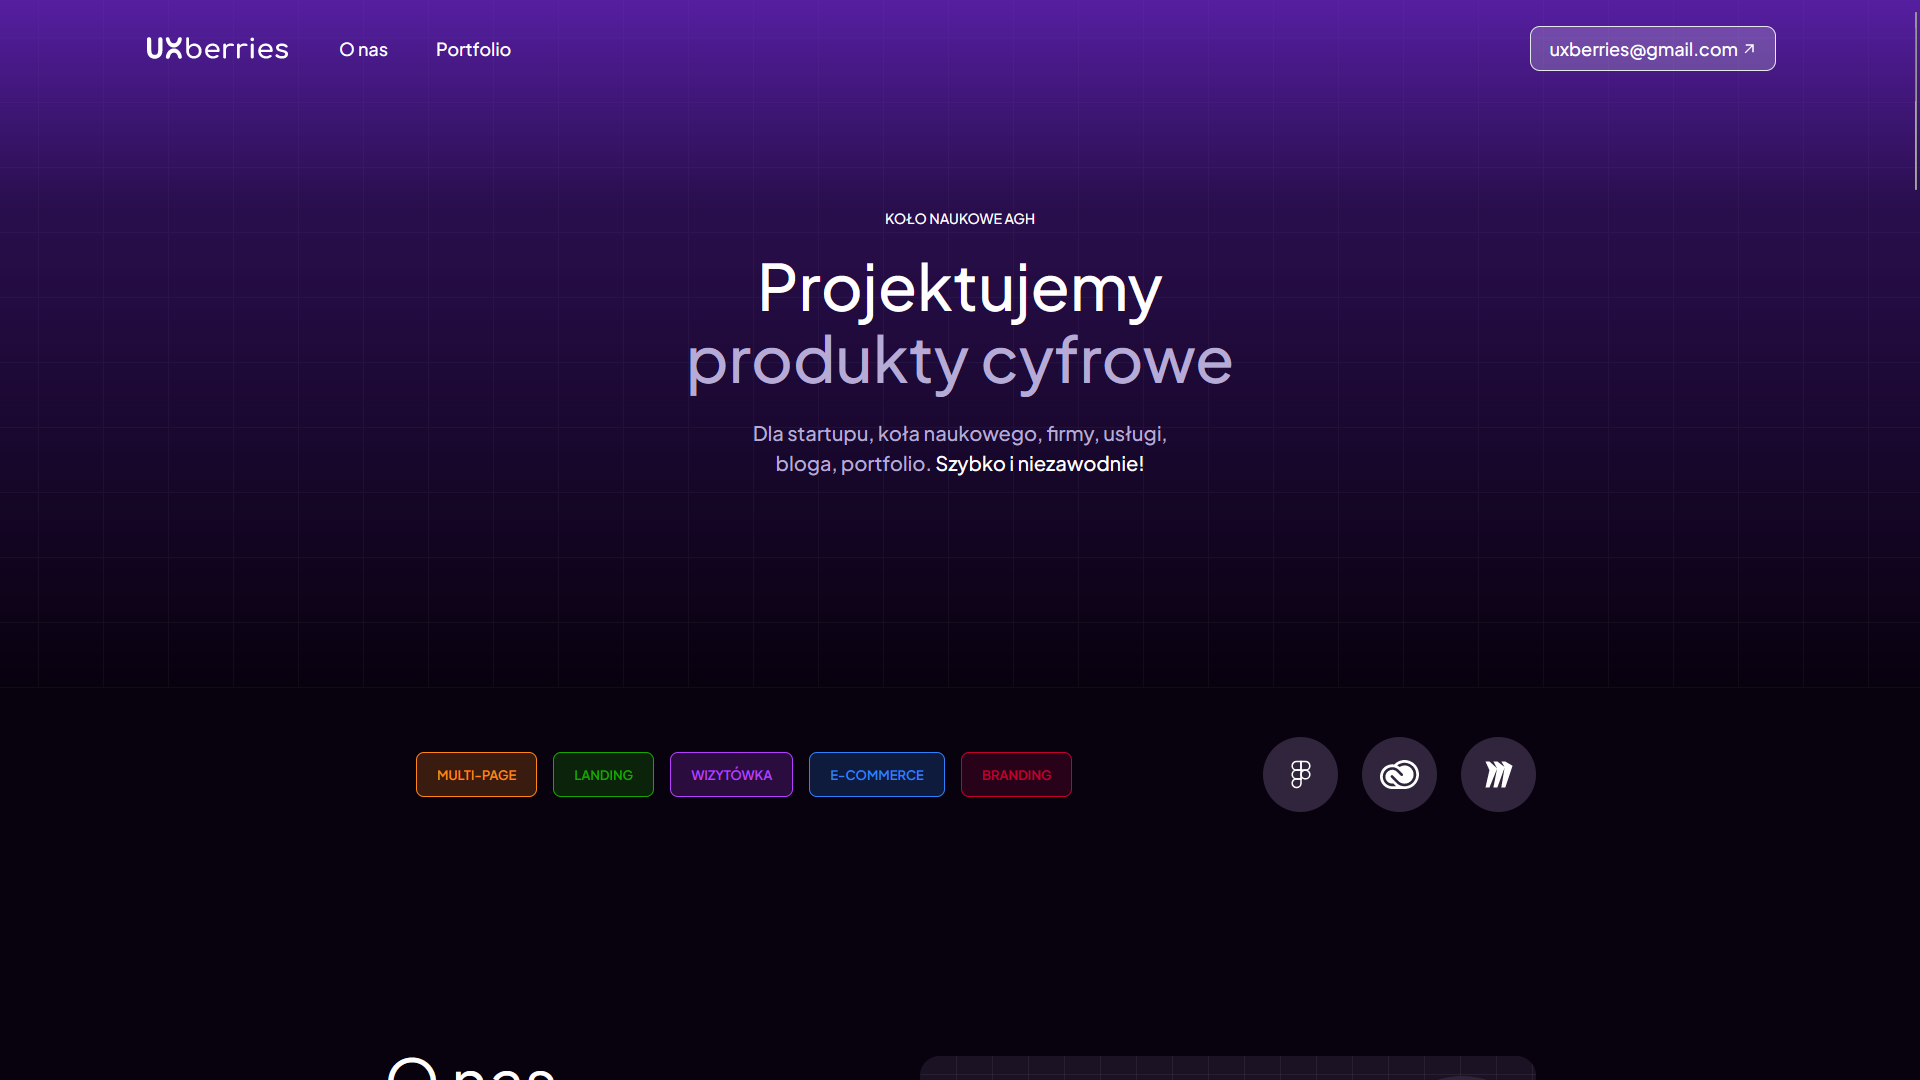 UXberries
O nas
Portfolio
uxberries@gmail.com
KOŁO NAUKOWE AGH
Projektujemy
produkty cyfrowe
Dla startupu, koła naukowego, firmy, usługi,
bloga, portfolio. Szybko i niezawodnie!
MULTI-PAGE
LANDING
WIZYTÓWKA
E-COMMERCE
BRANDING
O nas